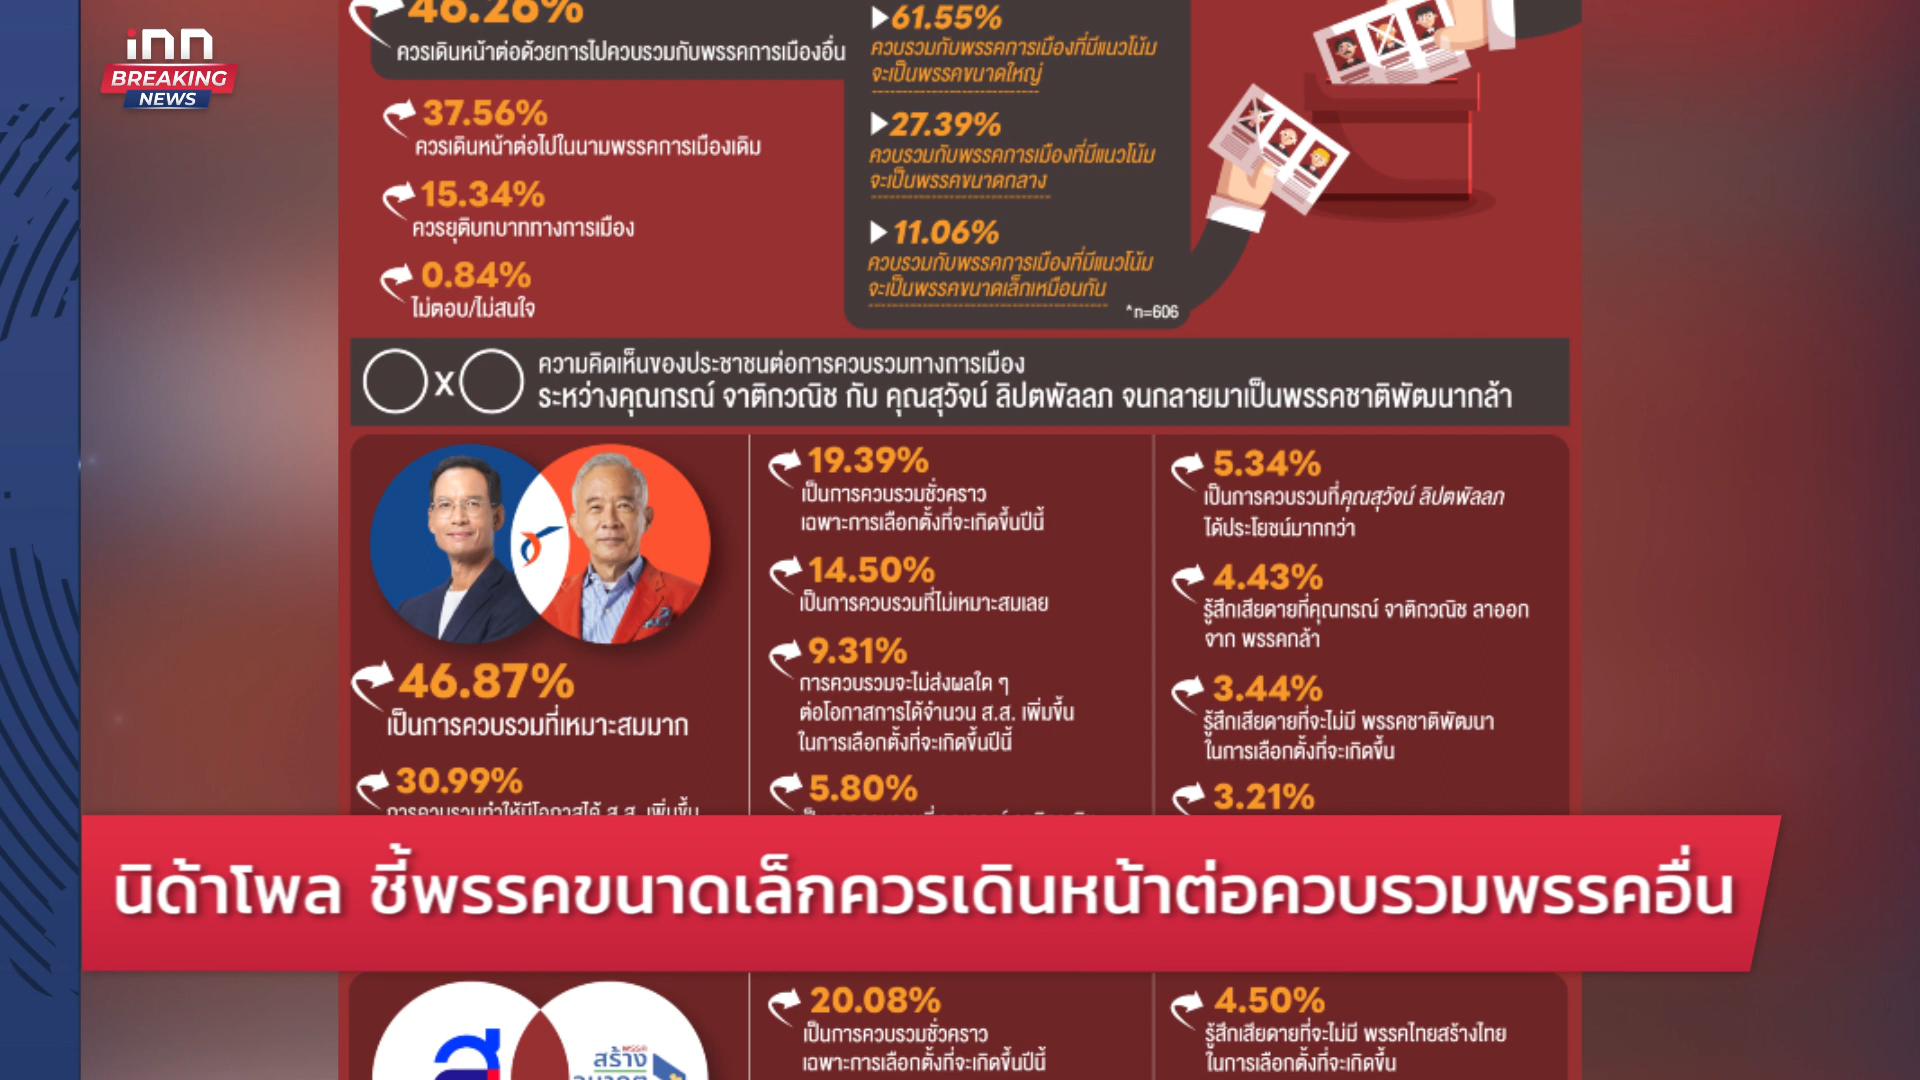 inn
BREAKING
NEWS
46.26%
ควรเดินหน้าต่อด้วยการไปควบรวมกับพรรคการเมืองอื่น
37.56%
ควรเดินหน้าต่อไปในนามพรรคการเมืองเดิม
15.34%
ควรยุติบทบาททางการเมือง
0.84%
ไม่ตอบ/ไม่สนใจ
61.55%
ควบรวมกับพรรคการเมืองที่มีแนวโน้ม
จะเป็นพรรคขนาดใหญ่
27.39%
ควบรวมกับพรรคการเมืองที่มีแนวโน้ม
จะเป็นพรรคขนาดกลาง
11.06%
ควบรวมกับพรรคการเมืองที่มีแนวโน้ม
จะเป็นพรรคขนาดเล็กเหมือนกัน
*n=606
x
ความคิดเห็นของประชาชนต่อการควบรวมทางการเมือง
ระหว่างคุณกรณ์ จาติกวณิช กับ คุณสุวัจน์ ลิปตพัลลภ จนกลายมาเป็นพรรคชาติพัฒนากล้า
46.87%
เป็นการควบรวมที่เหมาะสมมาก
30.99%
การควบรวมทำให้มีโอกาสได้ ส.ส. เพิ่มขึ้น
19.39%
เป็นการควบรวมชั่วคราว
เฉพาะการเลือกตั้งที่จะเกิดขึ้นปีนี้
14.50%
เป็นการควบรวมที่ไม่เหมาะสมเลย
9.31%
การควบรวมจะไม่ส่งผลใด ๆ
ต่อโอกาสการได้จำนวน ส.ส. เพิ่มขึ้น
ในการเลือกตั้งที่จะเกิดขึ้นปีนี้
5.80%
5.34%
เป็นการควบรวมที่คุณสุวัจน์ ลิปตพัลลภ
ได้ประโยชน์มากกว่า
4.43%
รู้สึกเสียดายที่คุณกรณ์ จาติกวณิช ลาออก
จาก พรรคกล้า
3.44%
รู้สึกเสียดายที่จะไม่มี พรรคชาติพัฒนา
ในการเลือกตั้งที่จะเกิดขึ้น
3.21%
นิด้าโพล ชี้พรรคขนาดเล็กควรเดินหน้าต่อควบรวมพรรคอื่น
ส
พรรค
สร้าง
20.08%
เป็นการควบรวมชั่วคราว
เฉพาะการเลือกตั้งที่จะเกิดขึ้นปีนี้
4.50%
รู้สึกเสียดายที่จะไม่มี พรรคไทยสร้างไทย
ในการเลือกตั้งที่จะเกิดขึ้น